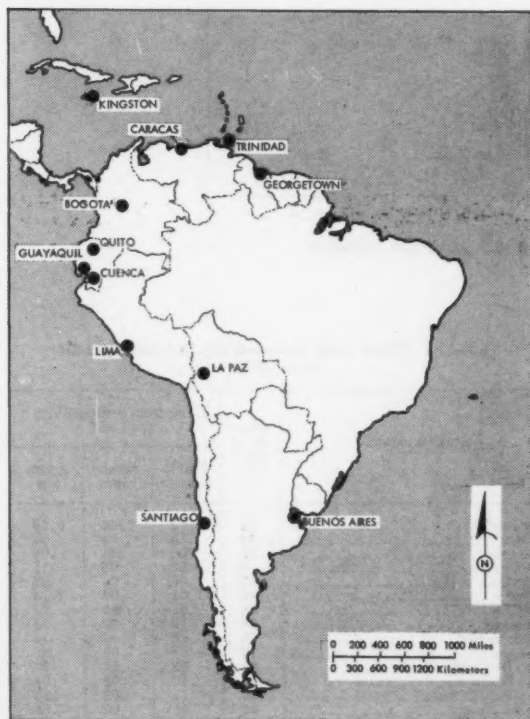 KINGSTON
CARACAS
TRINIDAD
GEORGETOWN
BOGOTA'
QUITO
GUAYAQUIL
CUENCA
LIMA
LA PAZ
SANTIAGO
BUENOS AIRES
N
0 200 400 600 800 1000 Miles
0 300 600 900 1200 Kilometers